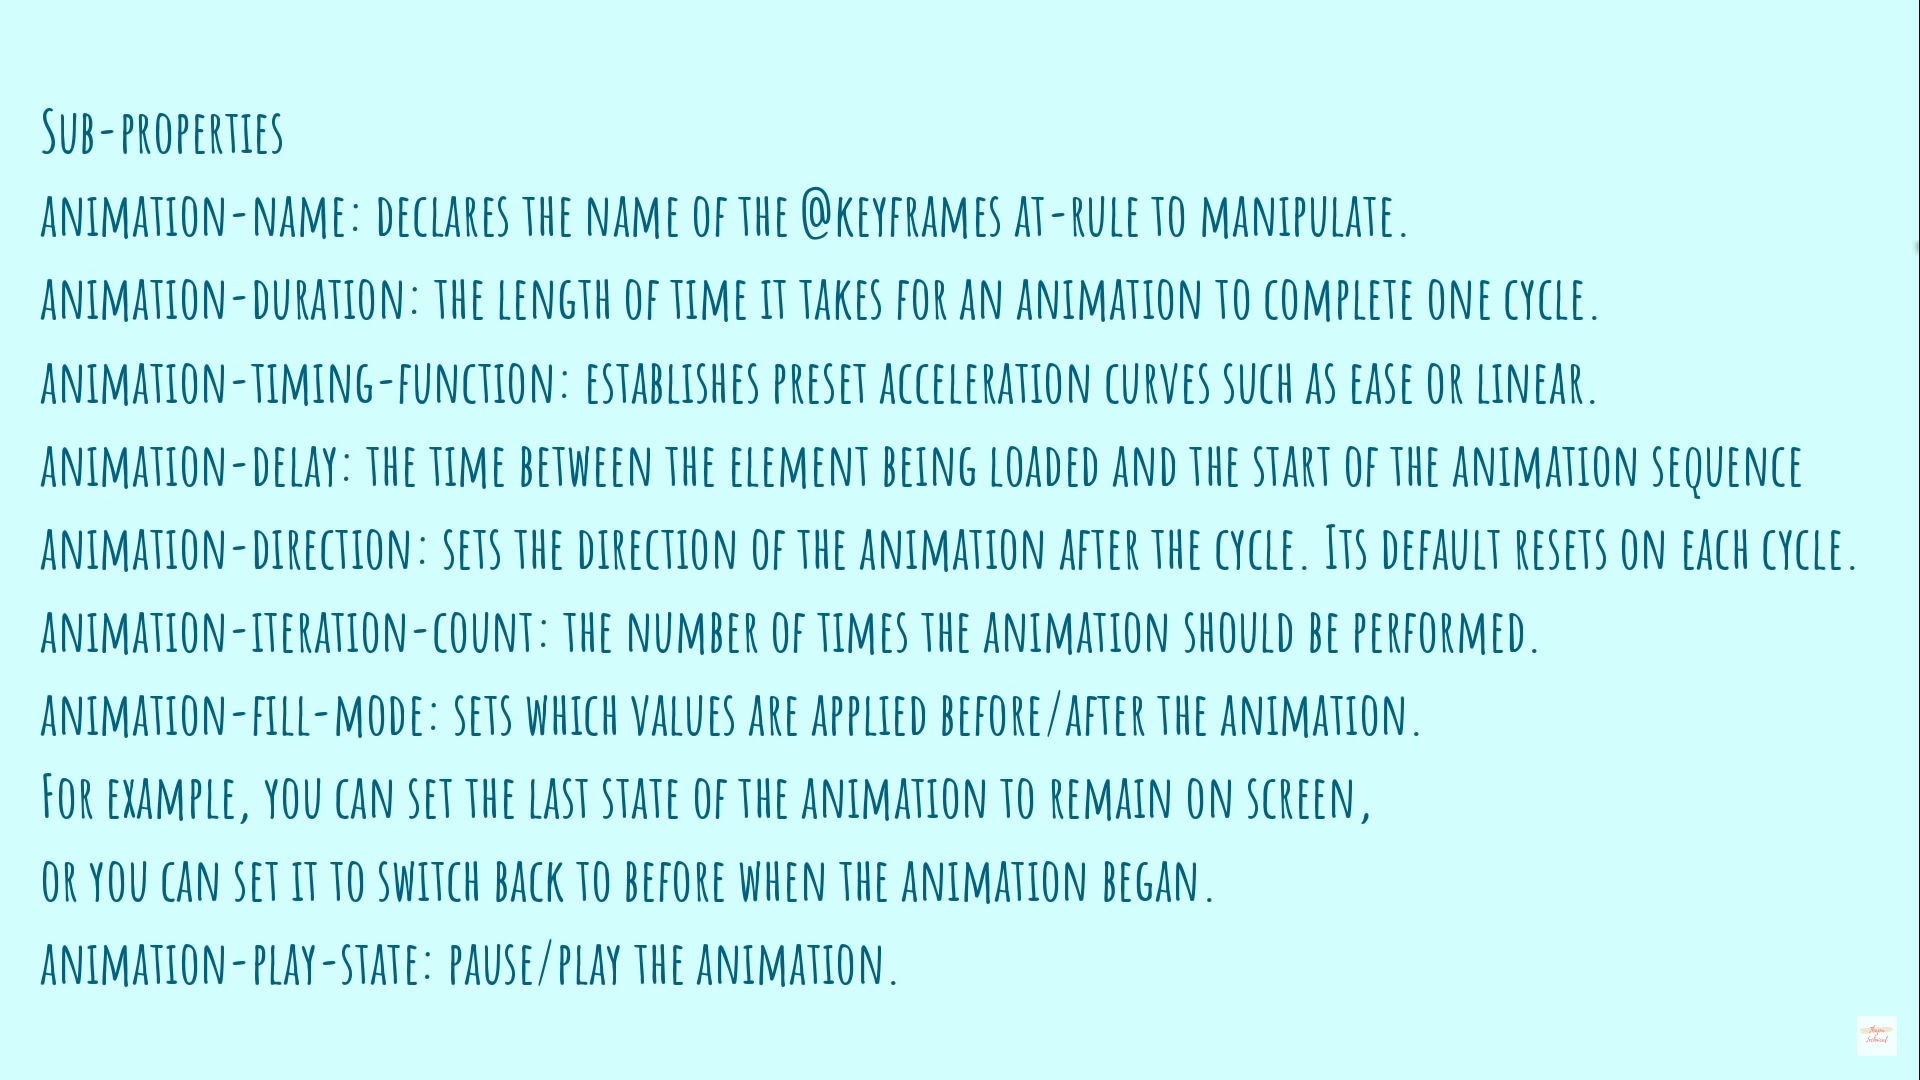 Sub-properties
animation-name: declares the name of the @keyframes at-rule to manipulate.
animation-duration: the length of time it takes for an animation to complete one cycle.
animation-timing-function: establishes preset acceleration curves such as ease or linear.
animation-delay: the time between the element being loaded and the start of the animation sequence
animation-direction: sets the direction of the animation after the cycle. Its default resets on each cycle.
animation-iteration-count: the number of times the animation should be performed.
animation-fill-mode: sets which values are applied before/after the animation.
For example, you can set the last state of the animation to remain on screen,
or you can set it to switch back to before when the animation began.
animation-play-state: pause/play the animation.